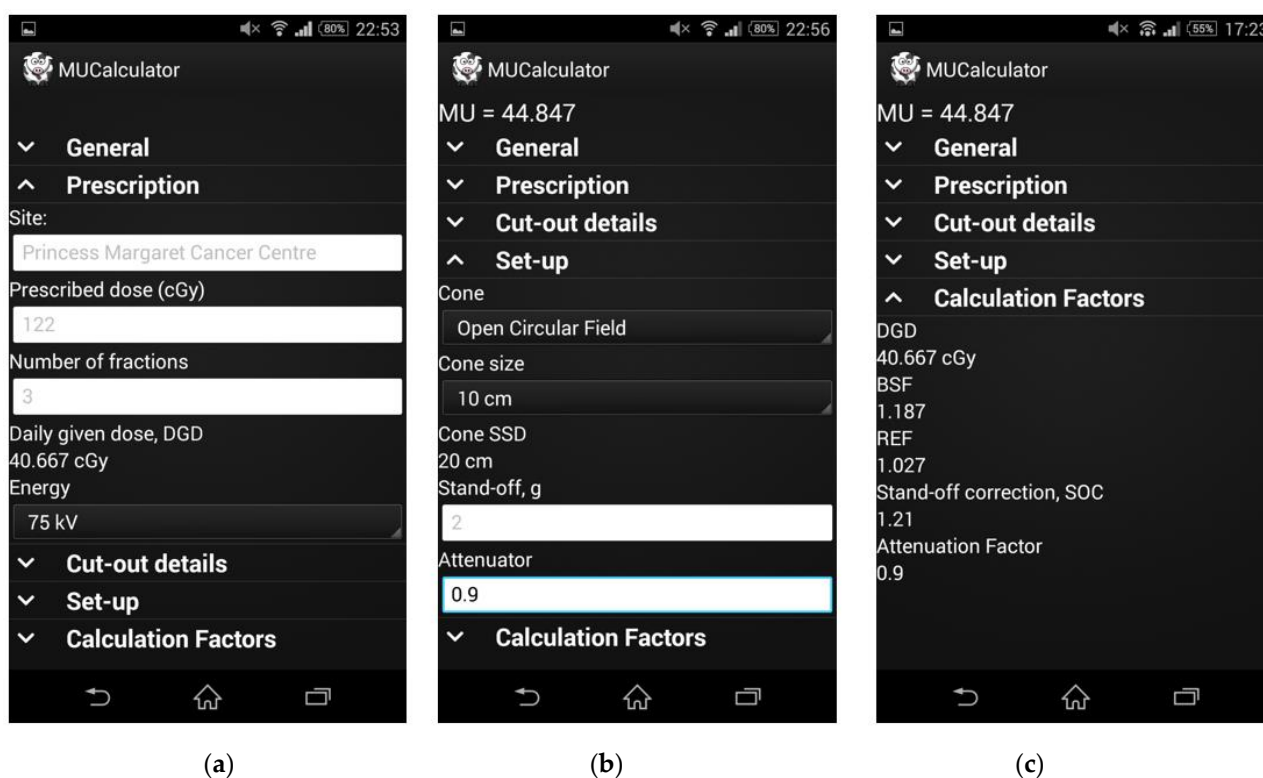 80% 22:53
MUCalculator
General
Prescription
Site:
Princess Margaret Cancer Centre
Prescribed dose (cGy)
122
Number of fractions
3
Daily given dose, DGD
40.667 cGy
Energy
75 kV
Cut-out details
Set-up
Calculation Factors
(a)
80% 22:56
MUCalculator
MU = 44.847
General
Prescription
Cut-out details
Set-up
Cone
Open Circular Field
Cone size
10 cm
Cone SSD
20 cm
Stand-off, g
2
Attenuator
0.9
Calculation Factors
(b)
55% 17:23
MUCalculator
MU = 44.847
General
Prescription
Cut-out details
Set-up
Calculation Factors
DGD
40.667 cGy
BSF
1.187
REF
1.027
Stand-off correction, SOC
1.21
Attenuation Factor
0.9
(c)